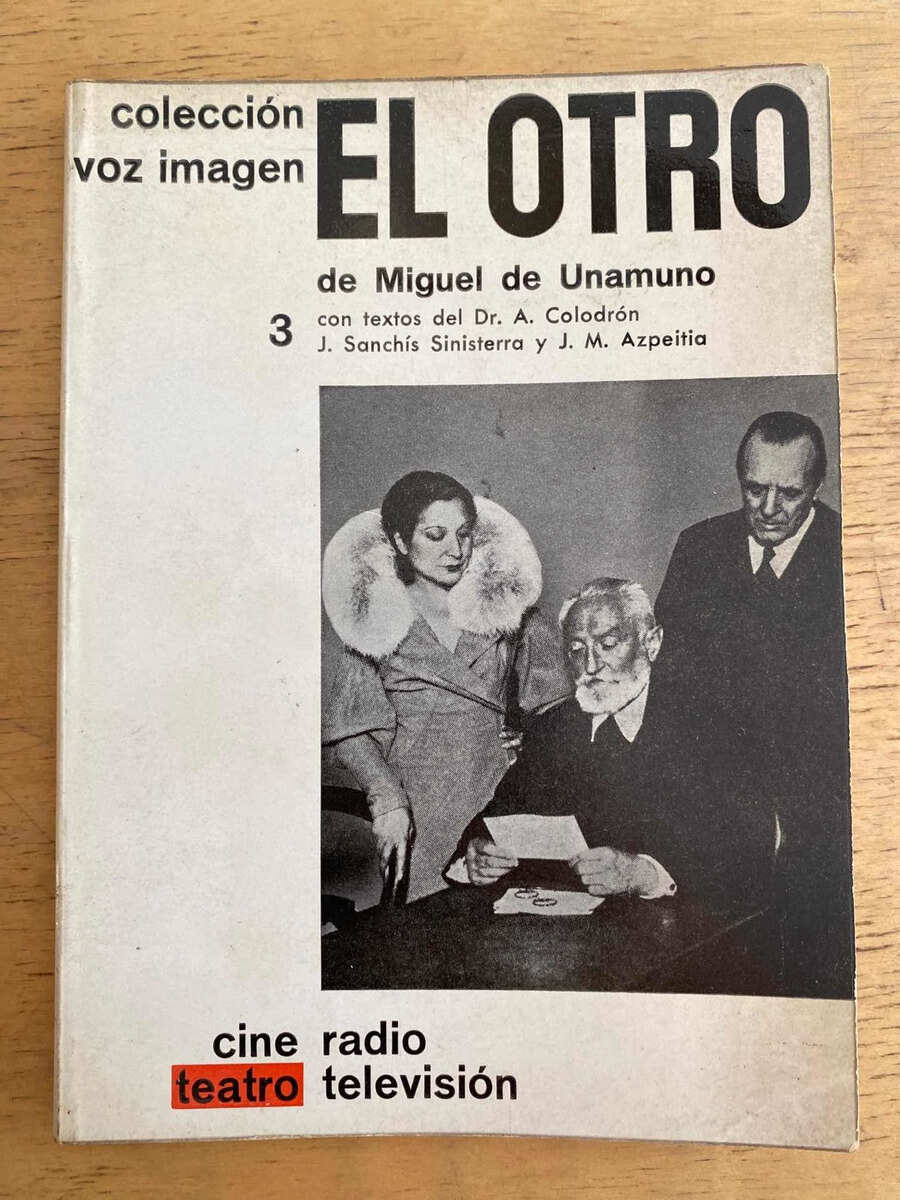 colección
voz imagen
EL OTRO
de Miguel de Unamuno
3
con textos del Dr. A. Colodrón
J. Sanchís Sinisterra y J. M. Azpeitia
cine radio
teatro televisión